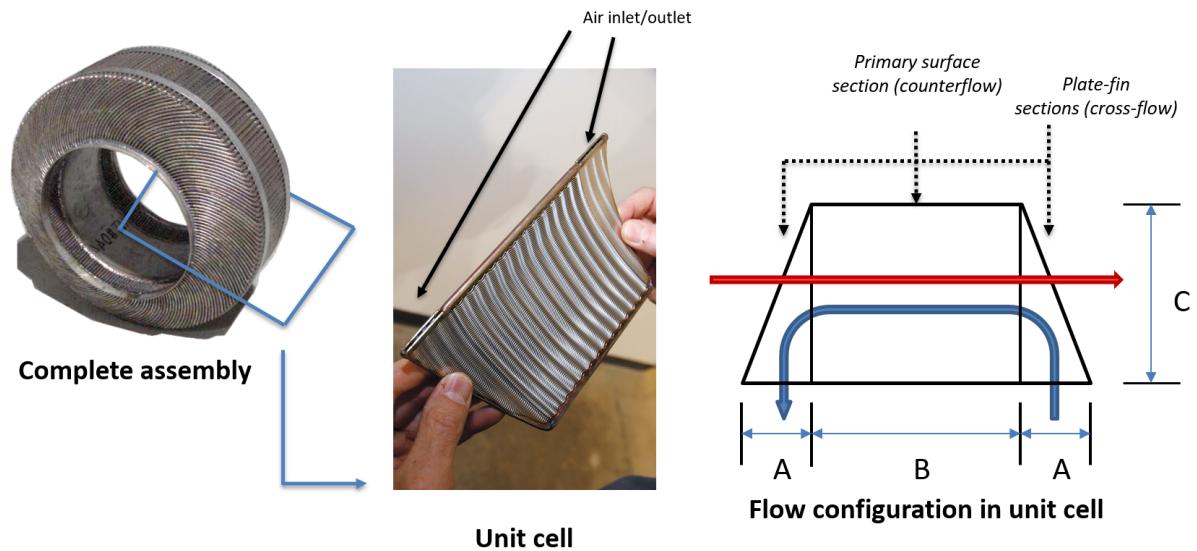 Air inlet/outlet
Primary surface
section (counterflow)
Plate-fin
sections (cross-flow)
C
A
B
A
Complete assembly
Unit cell
Flow configuration in unit cell